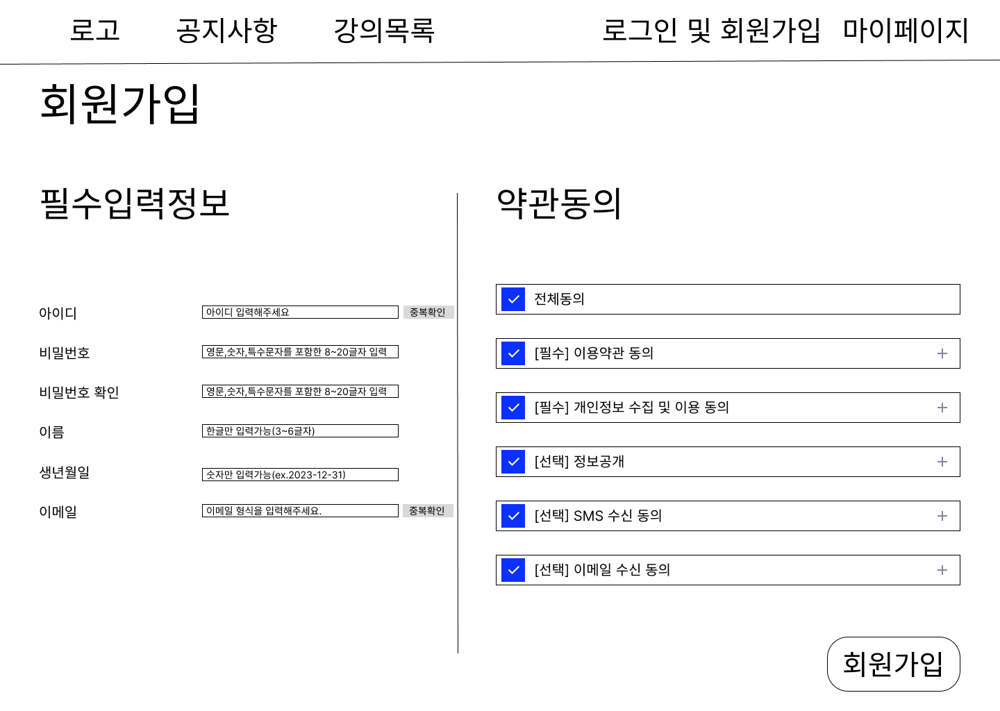 로고 공지사항 강의목록 로그인 및 회원가입 마이페이지
회원가입
필수입력정보
아이디 아이디 입력해주세요 중복확인
비밀번호 영문,숫자,특수문자를 포함한 8~20글자 입력
비밀번호 확인 영문,숫자,특수문자를 포함한 8~20글자 입력
이름 한글만 입력가능(3~6글자)
생년월일 숫자만 입력가능(ex.2023-12-31)
이메일 이메일 형식을 입력해주세요. 중복확인
약관동의
전체동의
[필수] 이용약관 동의
[필수] 개인정보 수집 및 이용 동의
[선택] 정보공개
[선택] SMS 수신 동의
[선택] 이메일 수신 동의
회원가입